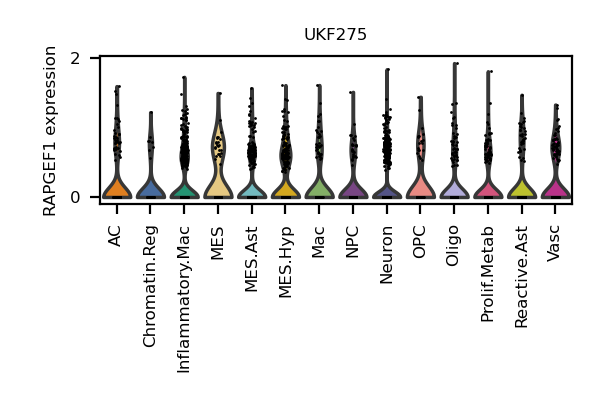 UKF275
RAPGEF1 expression
2
0
AC
Chromatin.Reg
Inflammatory.Mac
MES
MES.Ast
MES.Hyp
Mac
NPC
Neuron
OPC
Oligo
Prolif.Metab
Reactive.Ast
Vasc